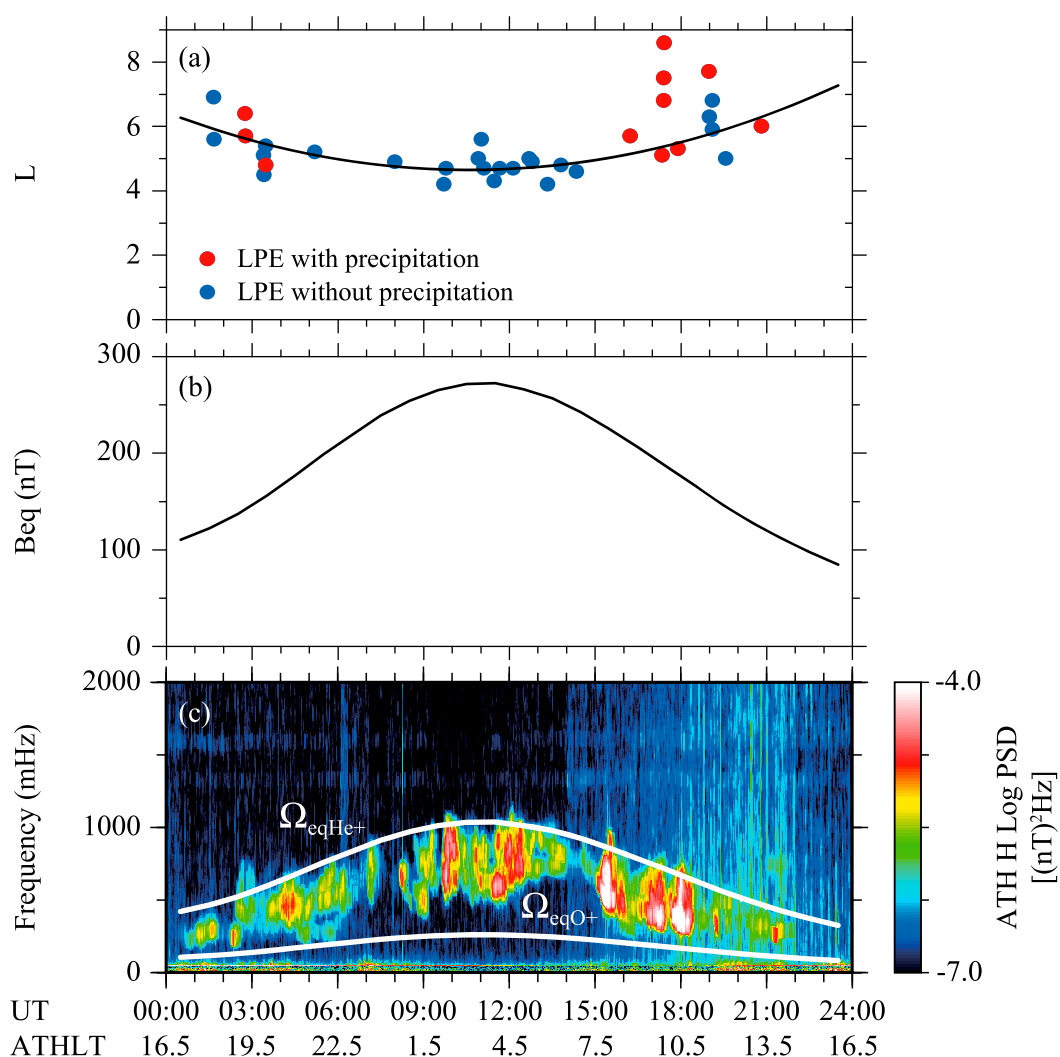 (a)
8
6
4
2
0
L
LPE with precipitation
LPE without precipitation
(b)
300
200
100
0
Beq (nT)
(c)
2000
1000
0
Frequency (mHz)
ΩeqHe+
ΩeqO+
-4.0
-7.0
ATH H Log PSD
[(nT)²Hz]
UT 00:00 03:00 06:00 09:00 12:00 15:00 18:00 21:00 24:00
ATHLT 16.5 19.5 22.5 1.5 4.5 7.5 10.5 13.5 16.5